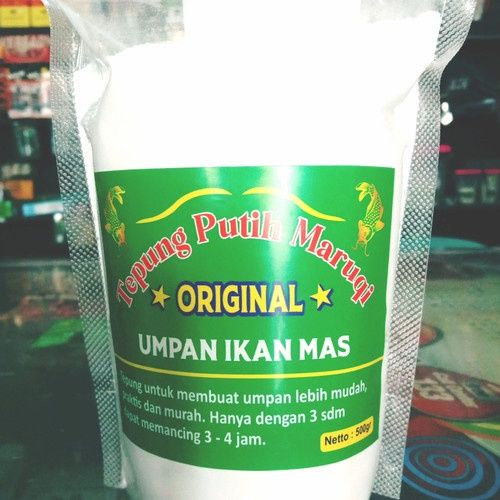 Tepung Putih Maruqi
ORIGINAL
UMPAN IKAN MAS
Tepung untuk membuat umpan lebih mudah,
praktis dan murah. Hanya dengan 3 sdm
dapat memancing 3 - 4 jam.
Netto : 500gr